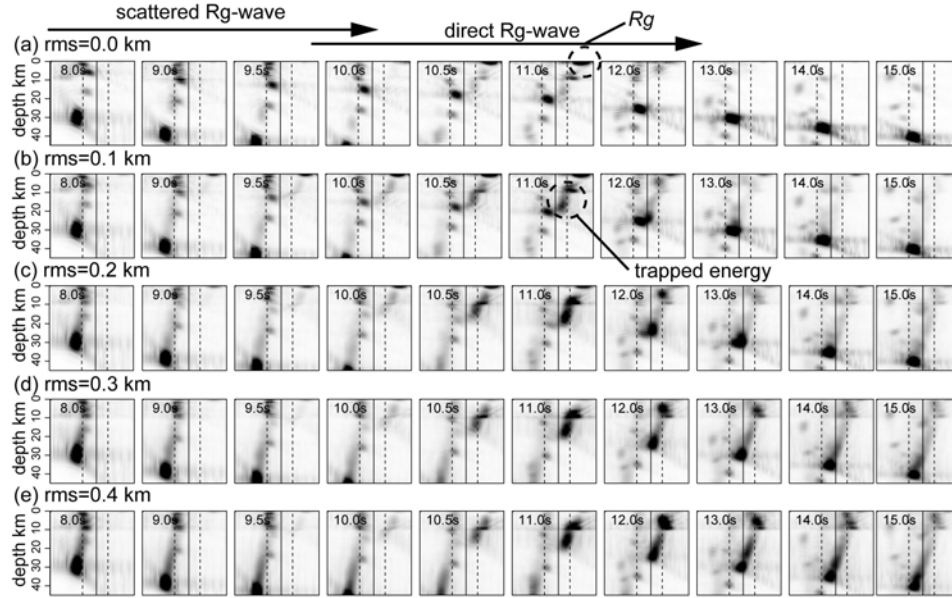 scattered Rg-wave
direct Rg-wave
Rg
(a) rms=0.0 km
8.0s 9.0s 9.5s 10.0s 10.5s 11.0s 12.0s 13.0s 14.0s 15.0s
depth km
0
10
20
30
40
(b) rms=0.1 km
8.0s 9.0s 9.5s 10.0s 10.5s 11.0s 12.0s 13.0s 14.0s 15.0s
depth km
0
10
20
30
40
trapped energy
(c) rms=0.2 km
8.0s 9.0s 9.5s 10.0s 10.5s 11.0s 12.0s 13.0s 14.0s 15.0s
depth km
0
10
20
30
40
(d) rms=0.3 km
8.0s 9.0s 9.5s 10.0s 10.5s 11.0s 12.0s 13.0s 14.0s 15.0s
depth km
0
10
20
30
40
(e) rms=0.4 km
8.0s 9.0s 9.5s 10.0s 10.5s 11.0s 12.0s 13.0s 14.0s 15.0s
depth km
0
10
20
30
40